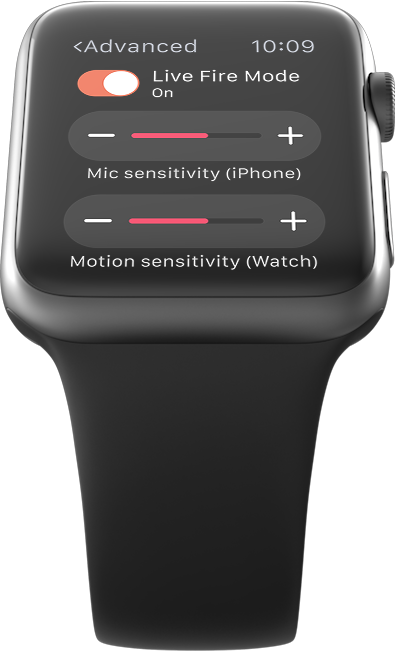 <Advanced 10:09
Live Fire Mode
On
Mic sensitivity (iPhone)
Motion sensitivity (Watch)